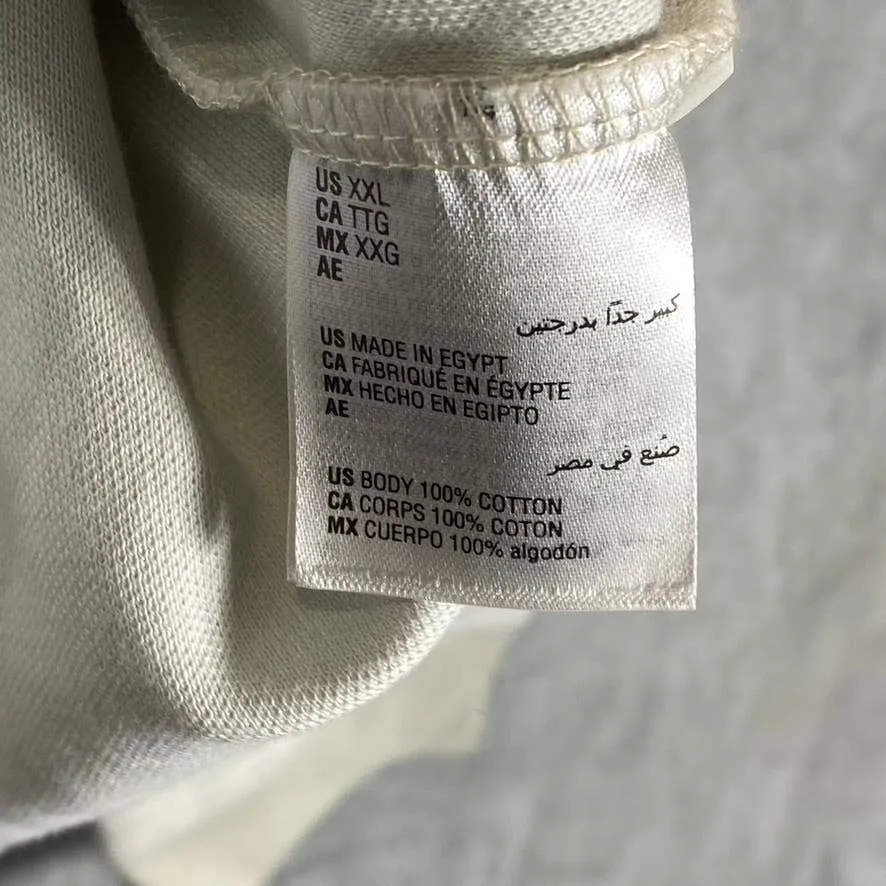 US XXL
CA TTG
MX XXG
AE
كبير جدًا بدرجتين
US MADE IN EGYPT
CA FABRIQUÉ EN ÉGYPTE
MX HECHO EN EGIPTO
AE
صُنع في مصر
US BODY 100% COTTON
CA CORPS 100% COTON
MX CUERPO 100% algodón